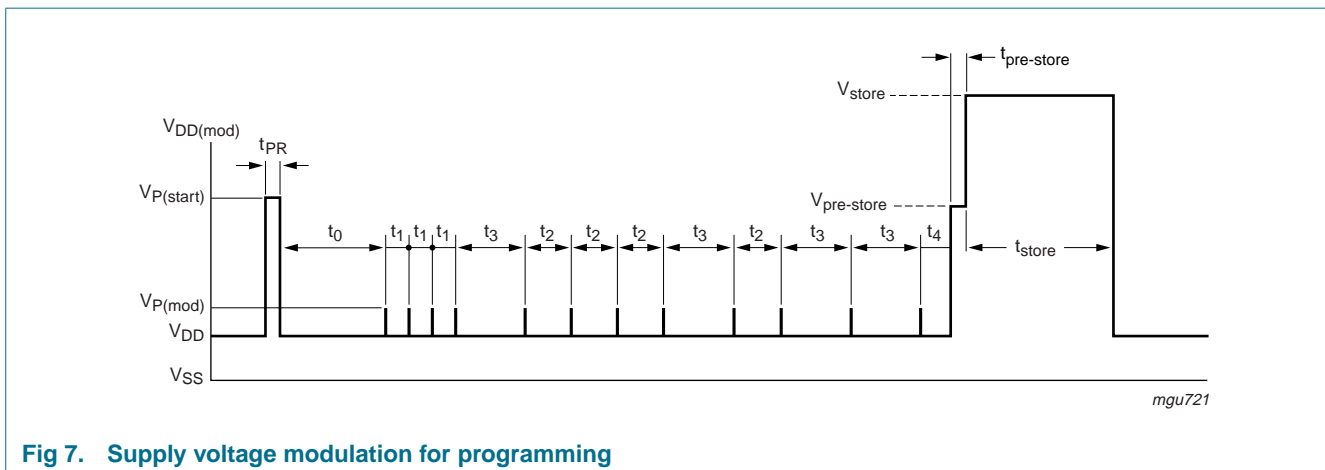 tpre-store
Vstore
VDD(mod)
tPR
VP(start)
Vpre-store
t0 t1 t1 t1 t3 t2 t2 t2 t3 t2 t3 t3 t4
tstore
VP(mod)
VDD
VSS
mgu721
Fig 7. Supply voltage modulation for programming